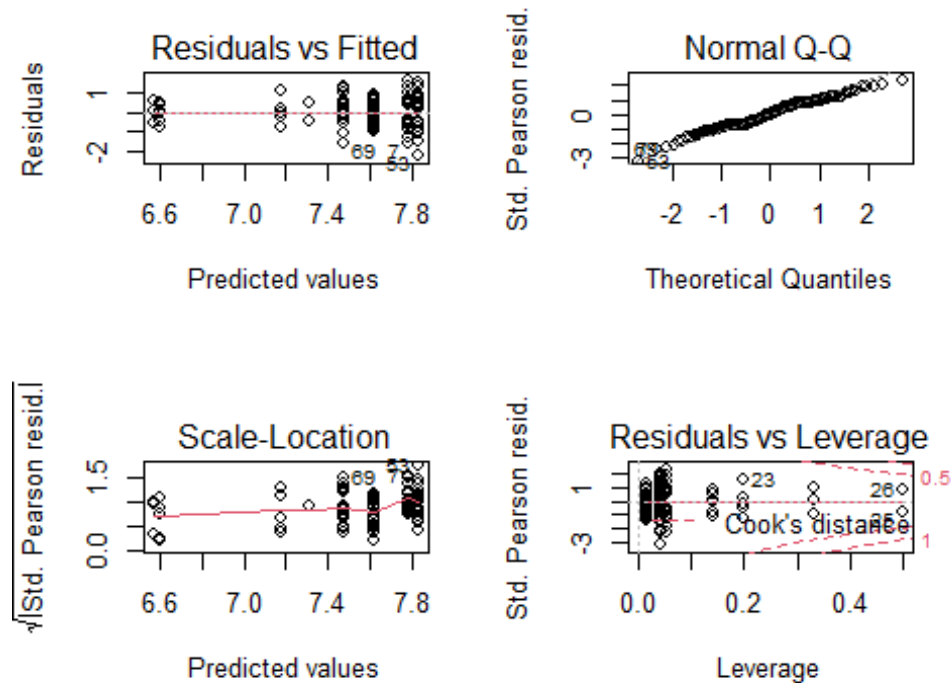 Residuals vs Fitted
Residuals
1
-2
69
7
53
6.6 7.0 7.4 7.8
Predicted values
Normal Q-Q
Std. Pearson resid.
0
-3
53
-2 -1 0 1 2
Theoretical Quantiles
Scale-Location
√|Std. Pearson resid.|
1.5
0.0
69
53
7
6.6 7.0 7.4 7.8
Predicted values
Residuals vs Leverage
Std. Pearson resid.
1
-3
23
26
25
0.5
1
Cook's distance
0.0 0.2 0.4
Leverage